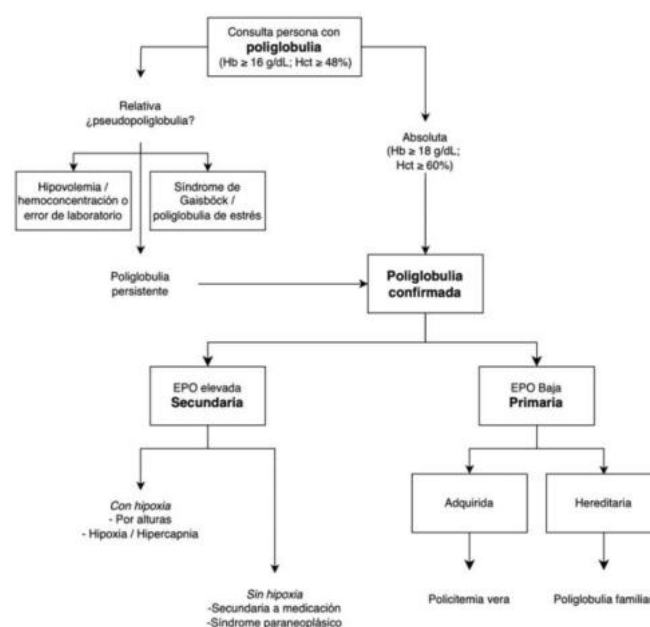 Consulta persona con
poliglobulia
(Hb ≥ 16 g/dL; Hct ≥ 48%)
Relativa
¿pseudopoliglobulia?
Absoluta
(Hb ≥ 18 g/dL;
Hct ≥ 60%)
Hipovolemia /
hemoconcentración o
error de laboratorio
Síndrome de
Gaisböck /
poliglobulia de estrés
Poliglobulia
persistente
Poliglobulia
confirmada
EPO elevada
Secundaria
EPO Baja
Primaria
Con hipoxia
- Por alturas
- Hipoxia / Hipercapnia
Adquirida
Hereditaria
Sin hipoxia
-Secundaria a medicación
-Síndrome paraneoplásico
Policitemia vera
Poliglobulia familiar